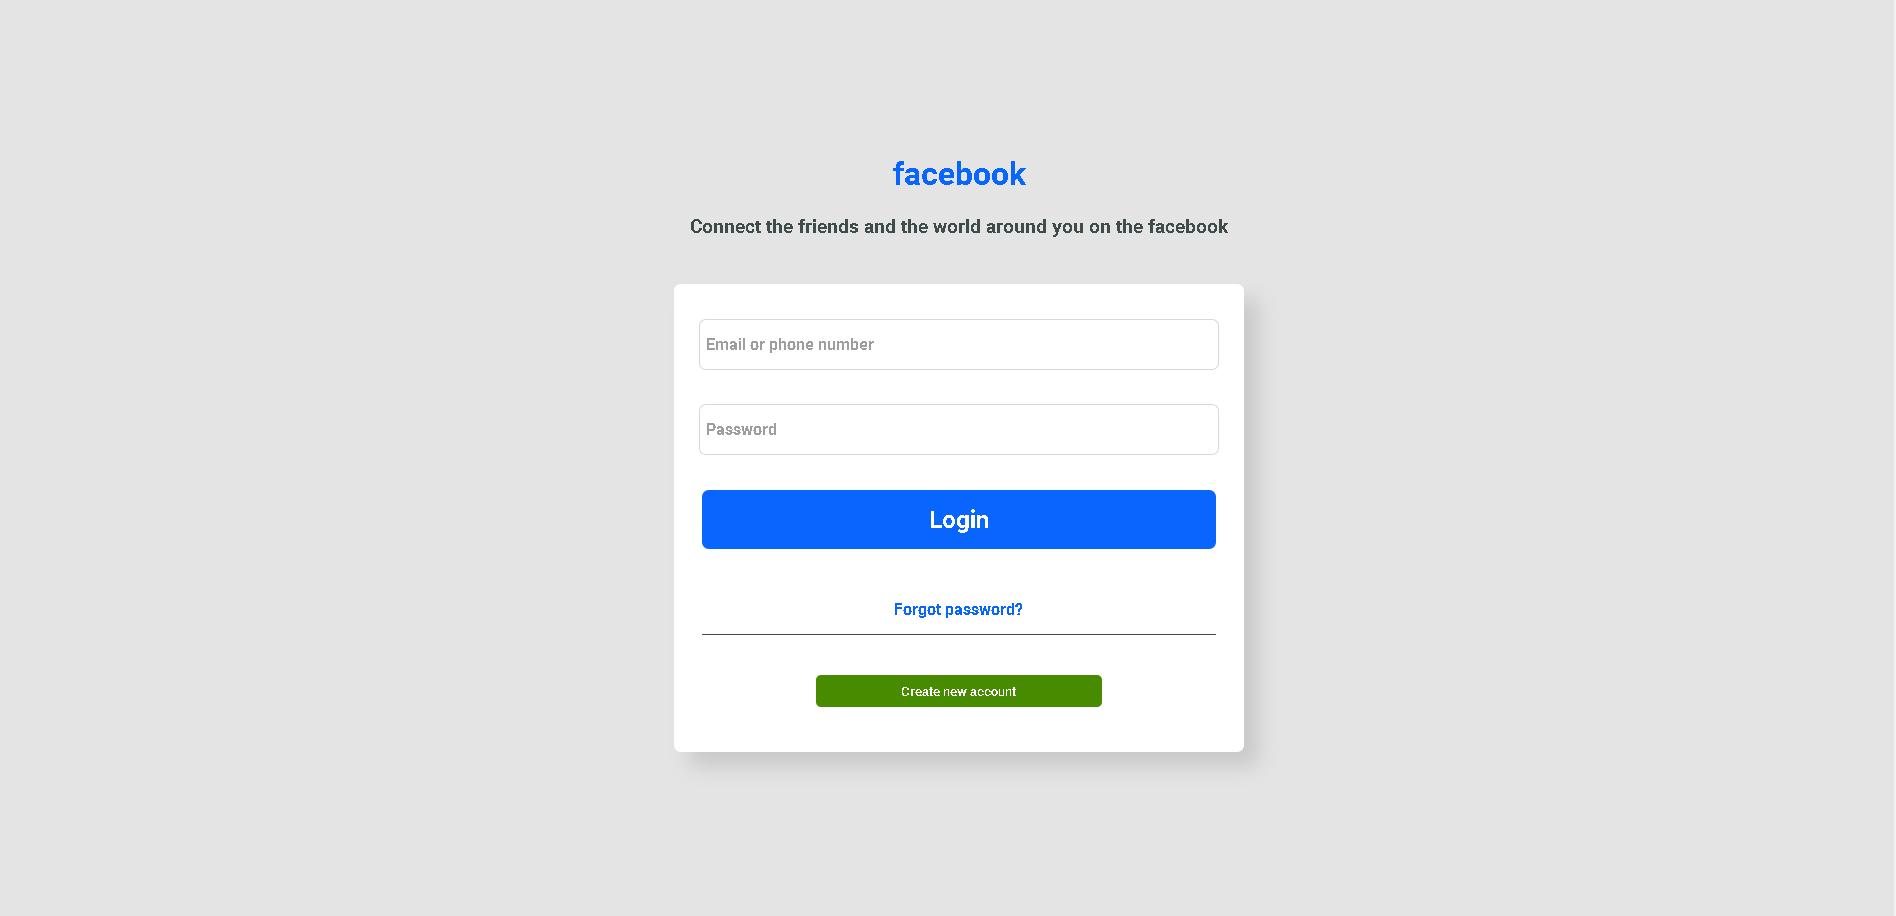 facebook
Connect the friends and the world around you on the facebook
Email or phone number
Password
Login
Forgot password?
Create new account